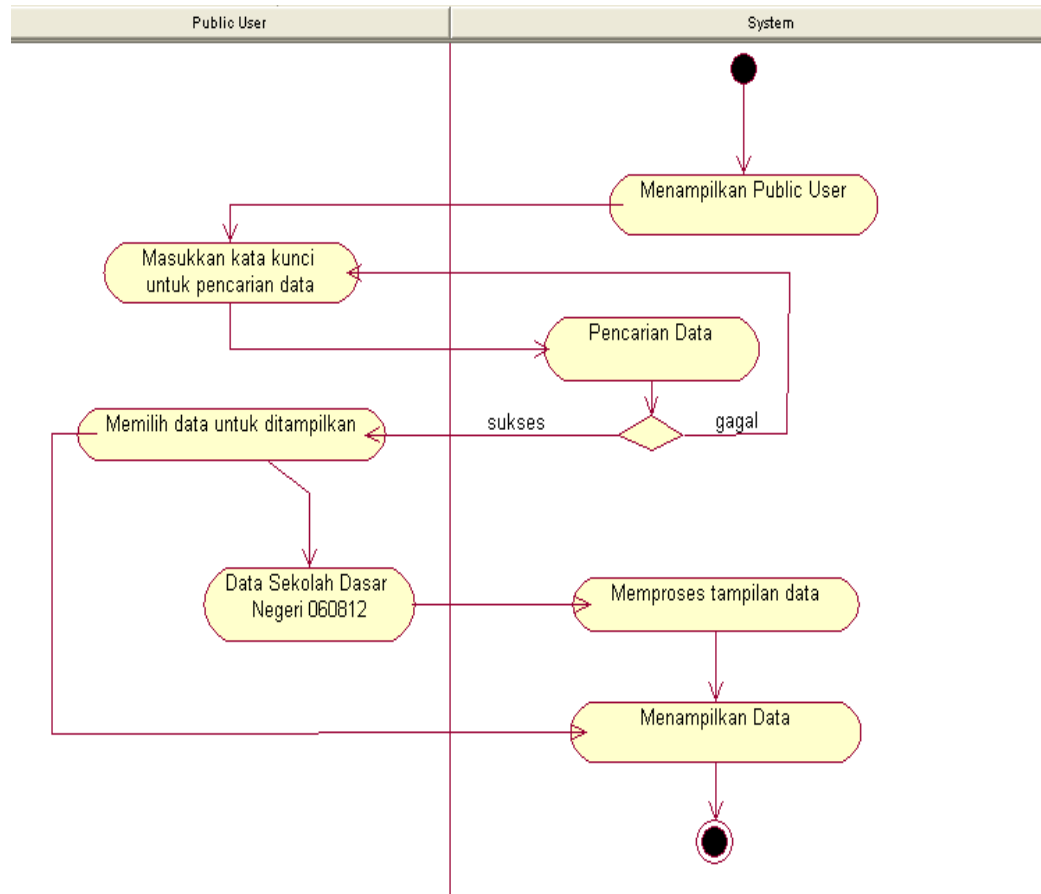 Public User
System
Menampilkan Public User
Masukkan kata kunci
untuk pencarian data
Pencarian Data
Memilih data untuk ditampilkan
sukses
gagal
Data Sekolah Dasar
Negeri 060812
Memproses tampilan data
Menampilkan Data